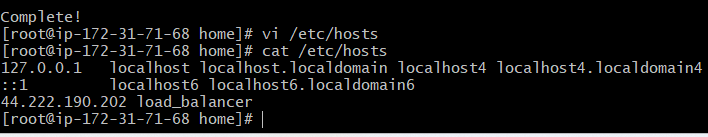 Complete!
[root@ip-172-31-71-68 home]# vi /etc/hosts
[root@ip-172-31-71-68 home]# cat /etc/hosts
127.0.0.1   localhost localhost.localdomain localhost4 localhost4.localdomain4
::1         localhost6 localhost6.localdomain6
44.222.190.202 load_balancer
[root@ip-172-31-71-68 home]#